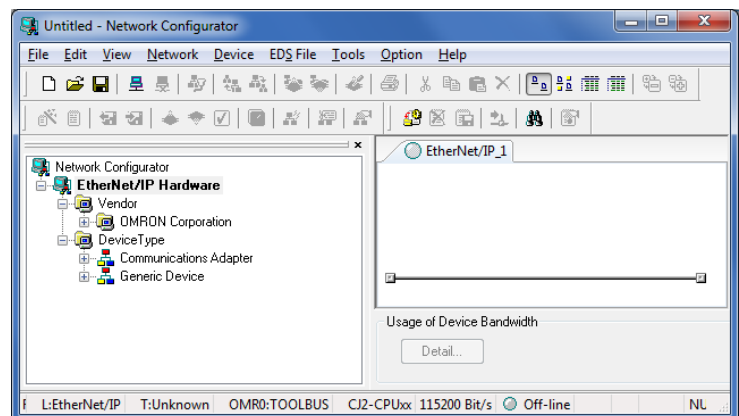 Untitled - Network Configurator
File Edit View Network Device EDS File Tools Option Help
Network Configurator
EtherNet/IP Hardware
Vendor
OMRON Corporation
DeviceType
Communications Adapter
Generic Device
EtherNet/IP_1
Usage of Device Bandwidth
Detail...
L:EtherNet/IP T:Unknown OMR0:TOOLBUS CJ2-CPUxx 115200 Bit/s Off-line